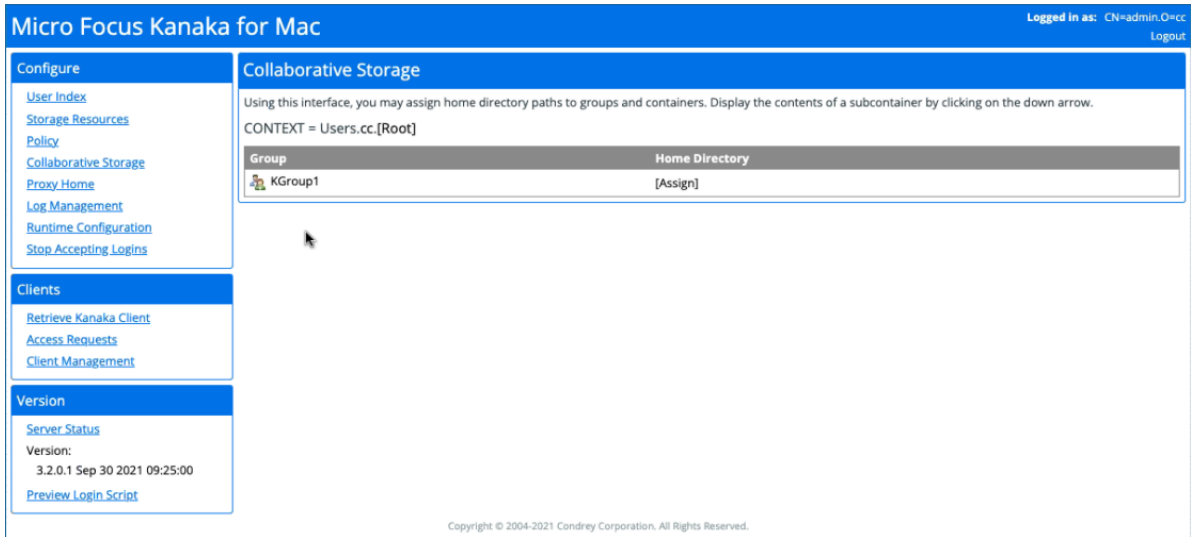 Micro Focus Kanaka for Mac
Logged in as: CN=admin.O=cc
Logout
Configure
User Index
Storage Resources
Policy
Collaborative Storage
Proxy Home
Log Management
Runtime Configuration
Stop Accepting Logins
Clients
Retrieve Kanaka Client
Access Requests
Client Management
Version
Server Status
Version:
3.2.0.1 Sep 30 2021 09:25:00
Preview Login Script
Collaborative Storage
Using this interface, you may assign home directory paths to groups and containers. Display the contents of a subcontainer by clicking on the down arrow.
CONTEXT = Users.cc.[Root]
Group Home Directory
KGroup1 [Assign]
Copyright © 2004-2021 Condrey Corporation. All Rights Reserved.